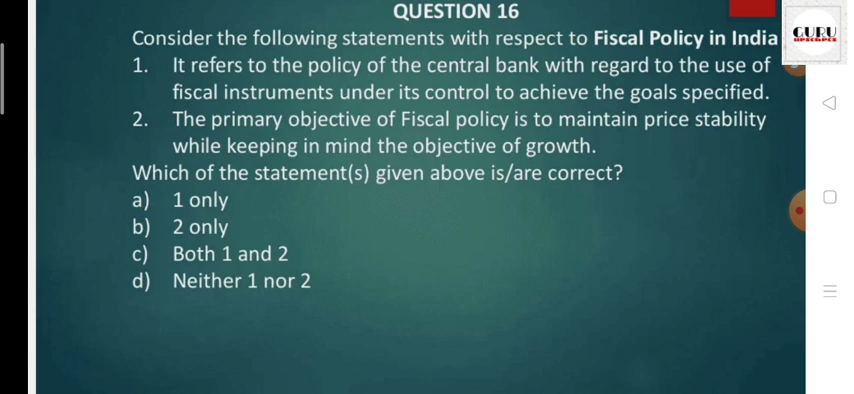 QUESTION 16
GURU
Consider the following statements with respect to Fiscal Policy in India
1. It refers to the policy of the central bank with regard to the use of
fiscal instruments under its control to achieve the goals specified.
2. The primary objective of Fiscal policy is to maintain price stability
while keeping in mind the objective of growth.
Which of the statement(s) given above is/are correct?
a) 1 only
b) 2 only
c) Both 1 and 2
d) Neither 1 nor 2